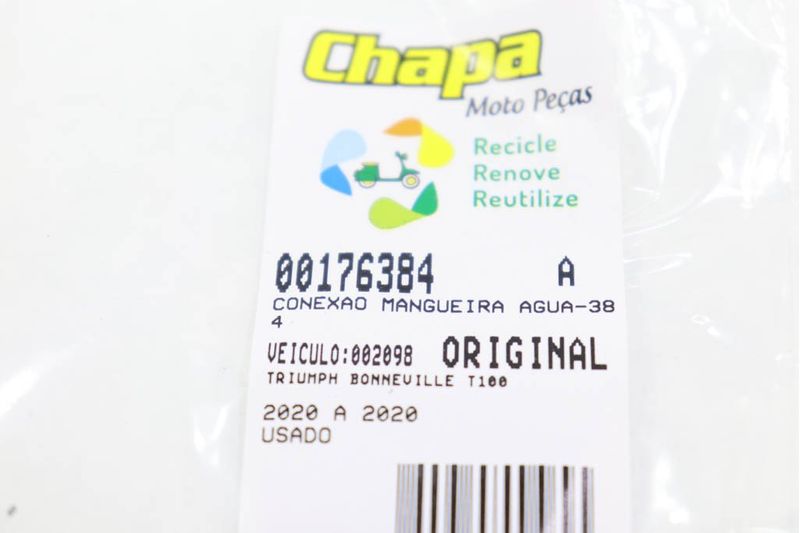 Chapa
Moto Peças
Recicle
Renove
Reutilize
00176384 A
CONEXAO MANGUEIRA AGUA-38
4
VEICULO:002098 ORIGINAL
TRIUMPH BONNEVILLE T100
2020 A 2020
USADO